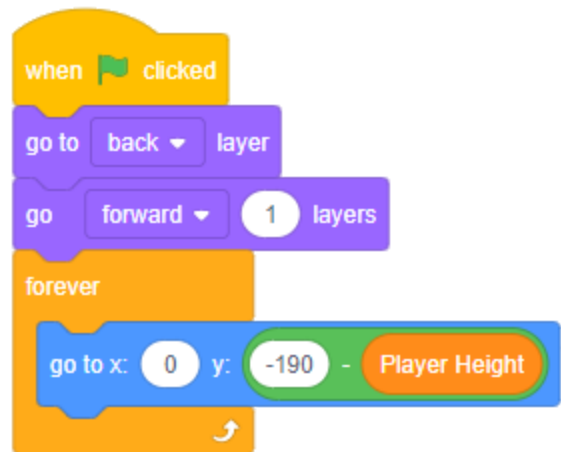 when clicked
go to back layer
go forward 1 layers
forever
go to x: 0 y: -190 - Player Height